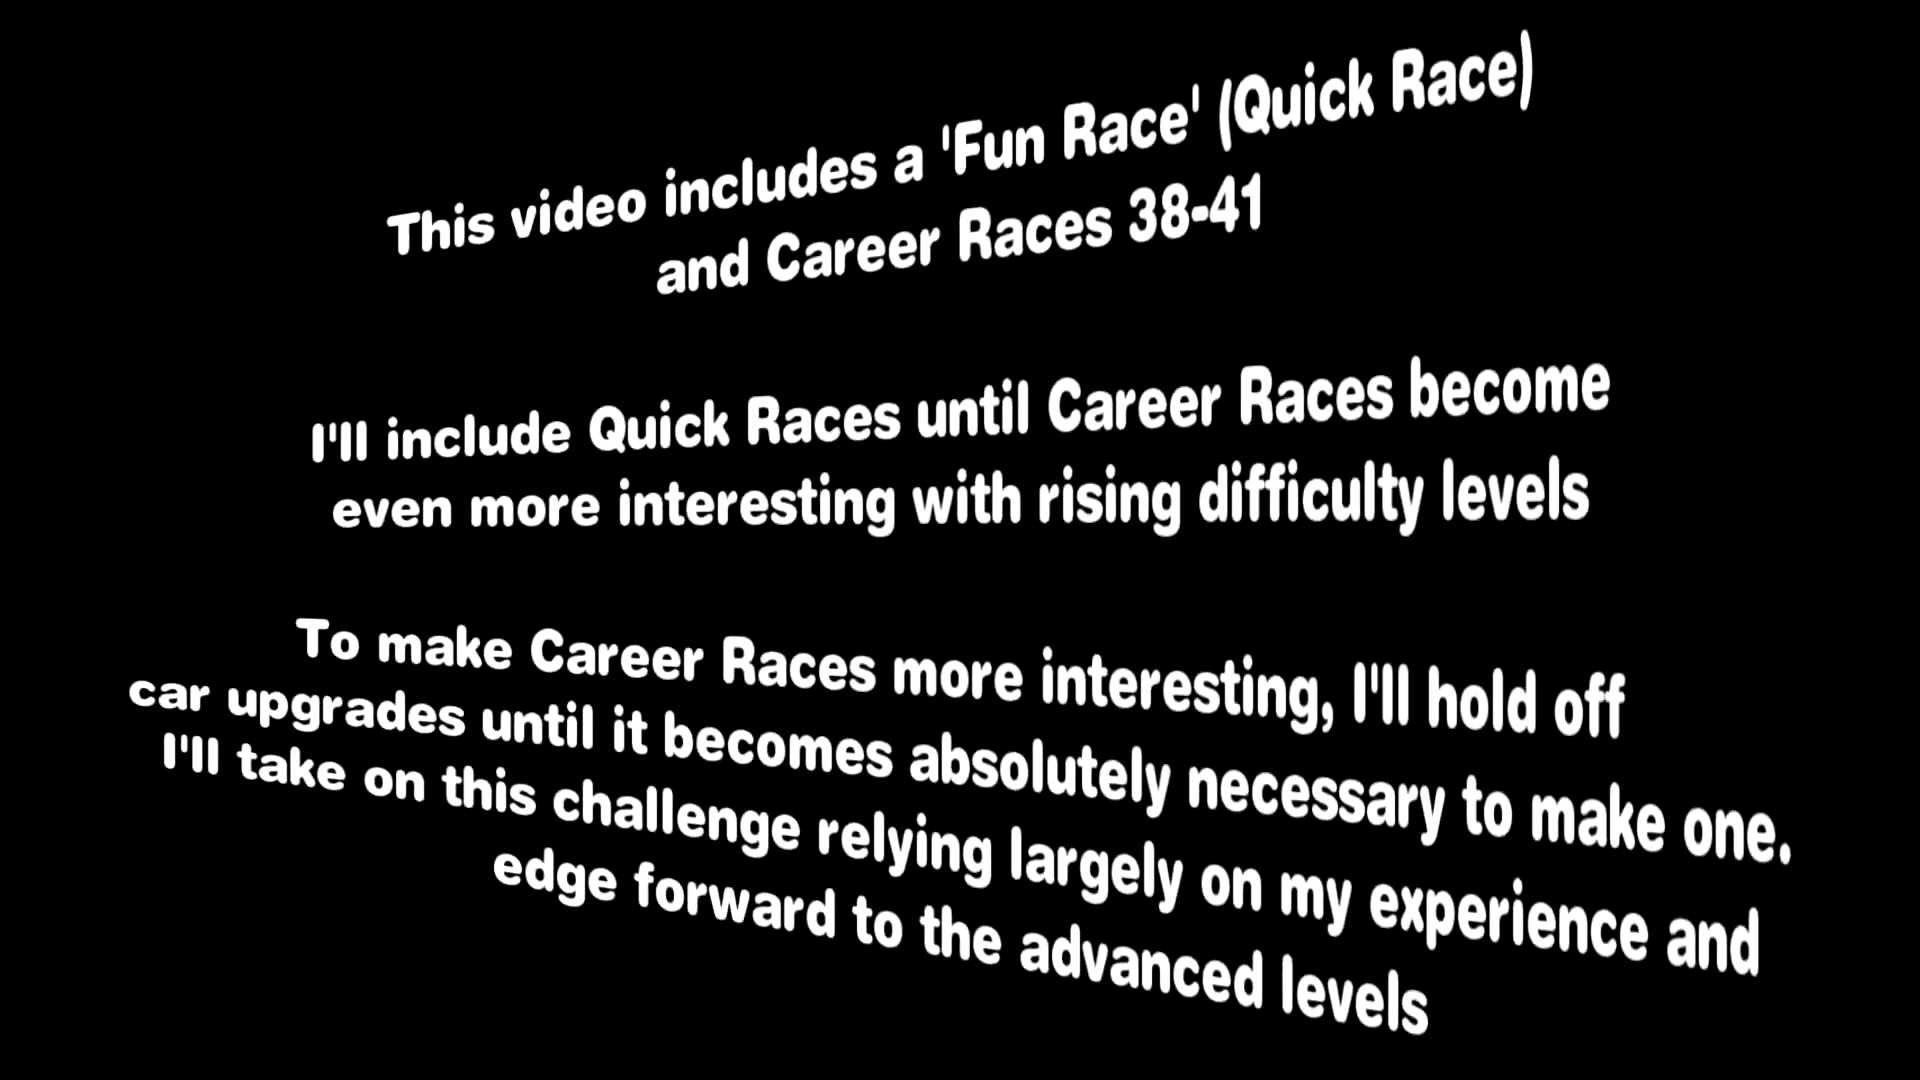 This video includes a 'Fun Race' (Quick Race)
and Career Races 38-41
I'll include Quick Races until Career Races become
even more interesting with rising difficulty levels
To make Career Races more interesting, I'll hold off
car upgrades until it becomes absolutely necessary to make one.
I'll take on this challenge relying largely on my experience and
edge forward to the advanced levels